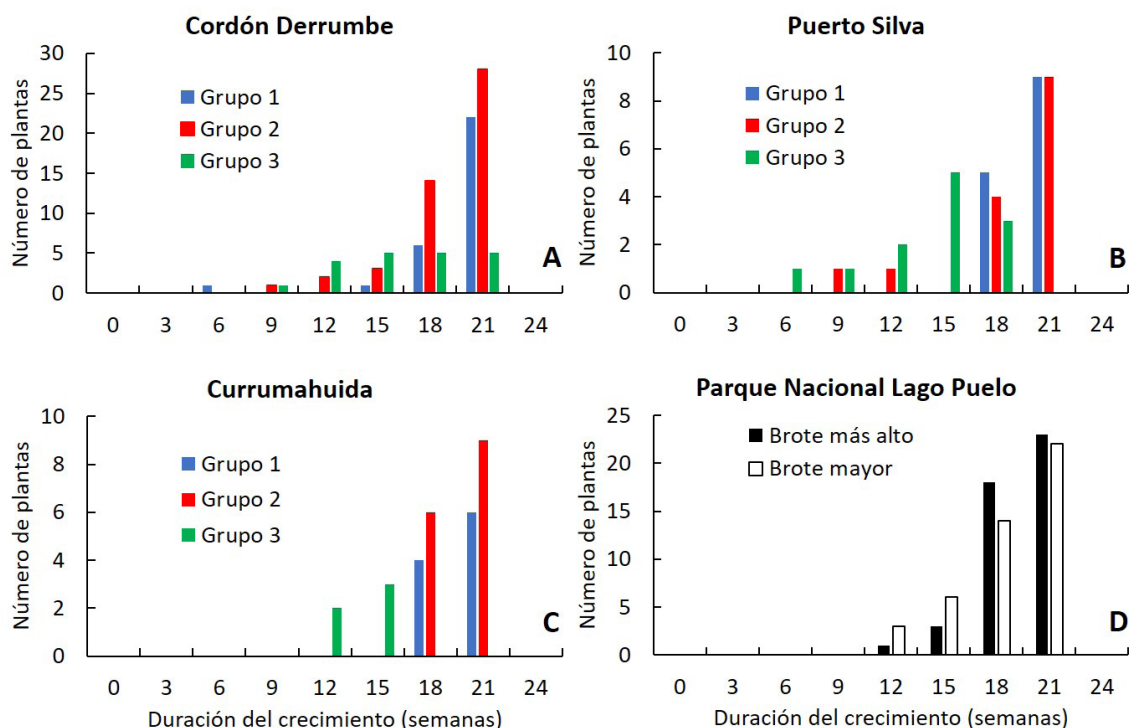 Cordón Derrumbe
Número de plantas
30
25
20
15
10
5
0
Grupo 1
Grupo 2
Grupo 3
A
0 3 6 9 12 15 18 21 24
Puerto Silva
Número de plantas
10
8
6
4
2
0
Grupo 1
Grupo 2
Grupo 3
B
0 3 6 9 12 15 18 21 24
Currumahuida
Número de plantas
10
8
6
4
2
0
Grupo 1
Grupo 2
Grupo 3
C
0 3 6 9 12 15 18 21 24
Duración del crecimiento (semanas)
Parque Nacional Lago Puelo
Número de plantas
25
20
15
10
5
0
Brote más alto
Brote mayor
D
0 3 6 9 12 15 18 21 24
Duración del crecimiento (semanas)